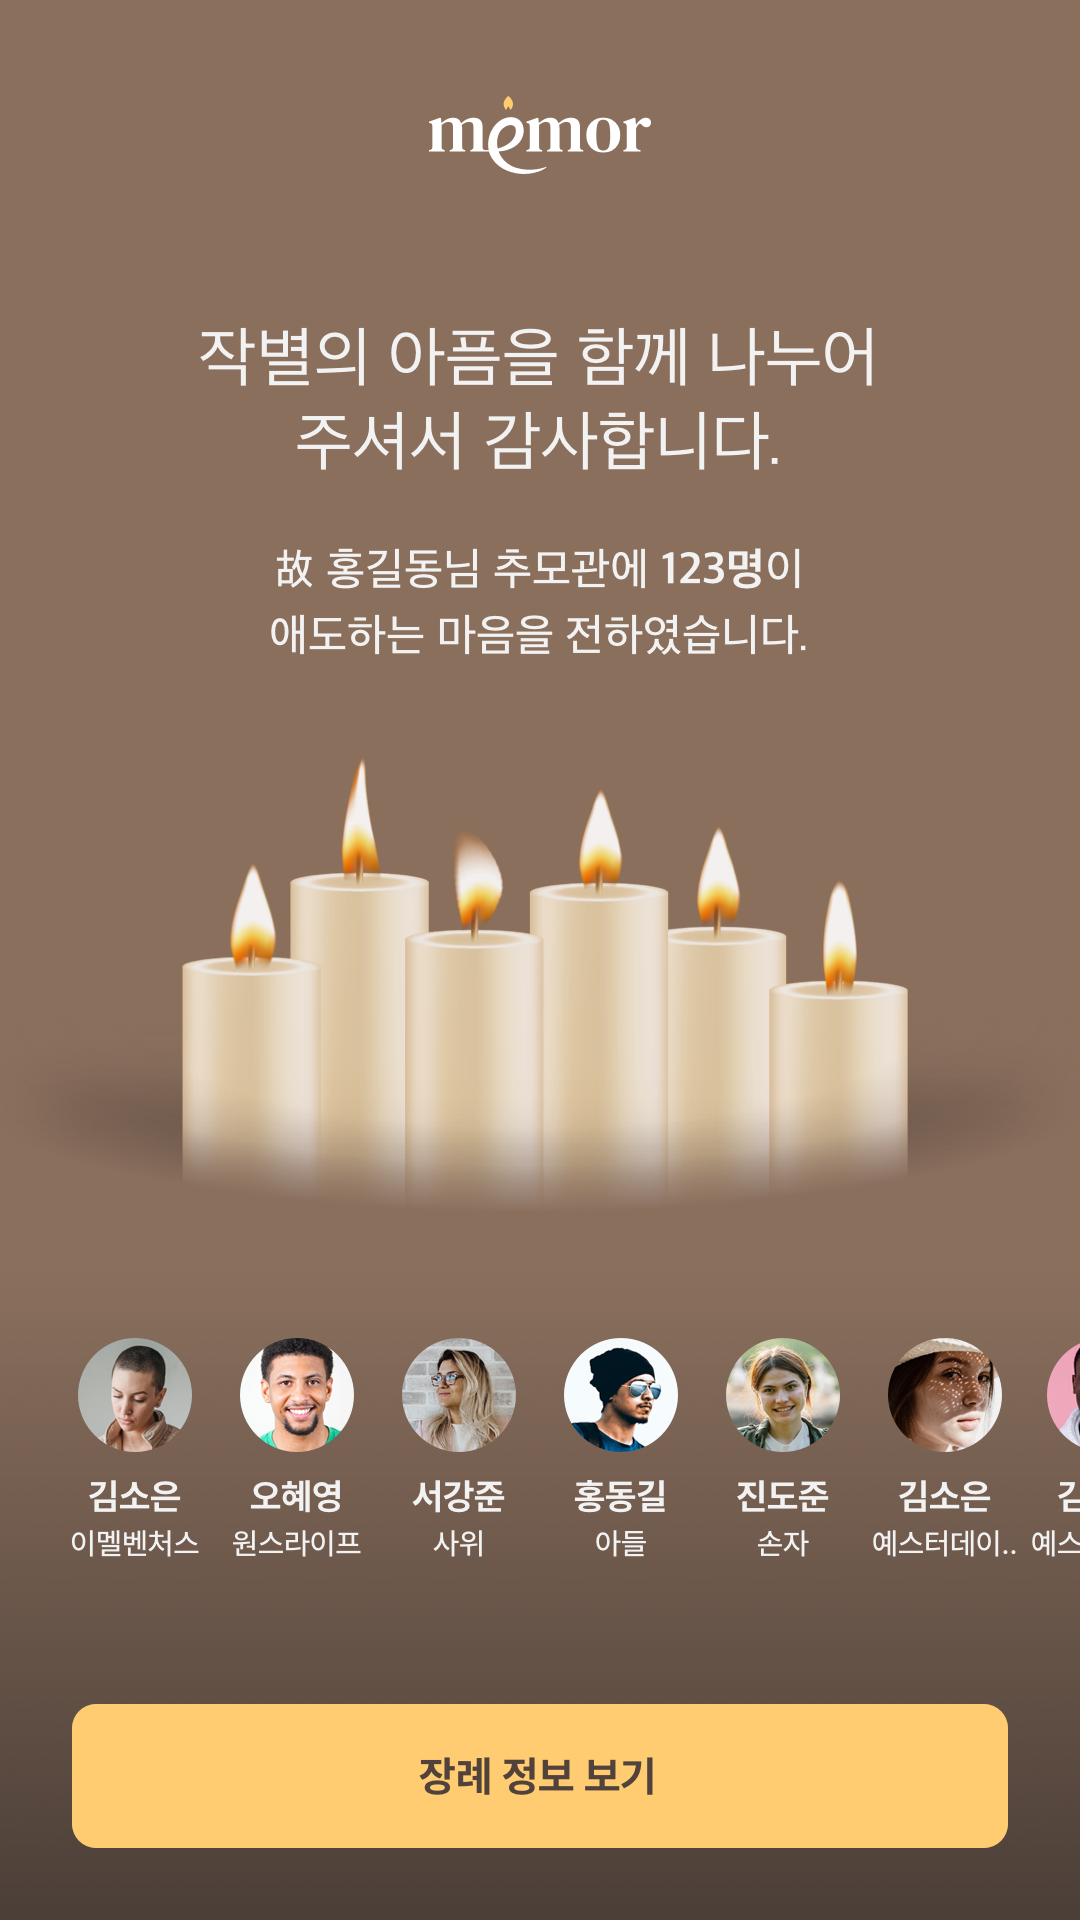 memor
작별의 아픔을 함께 나누어
주셔서 감사합니다.
故 홍길동님 추모관에 123명이
애도하는 마음을 전하였습니다.
김소은 오혜영 서강준 홍동길 진도준 김소은 김
이멜벤처스 원스라이프 사위 아들 손자 예스터데이.. 예스
장례 정보 보기